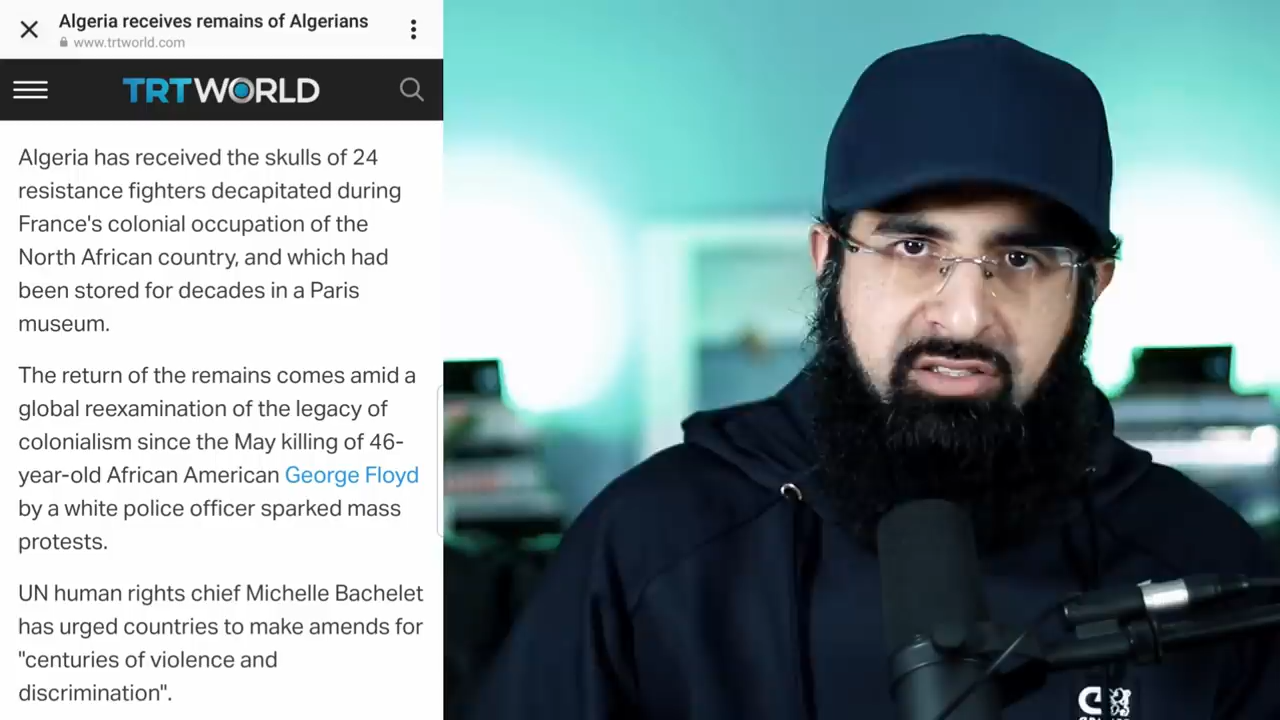 Algeria receives remains of Algerians
www.trtworld.com
TRTWORLD
Algeria has received the skulls of 24
resistance fighters decapitated during
France's colonial occupation of the
North African country, and which had
been stored for decades in a Paris
museum.
The return of the remains comes amid a
global reexamination of the legacy of
colonialism since the May killing of 46-
year-old African American George Floyd
by a white police officer sparked mass
protests.
UN human rights chief Michelle Bachelet
has urged countries to make amends for
"centuries of violence and
discrimination".